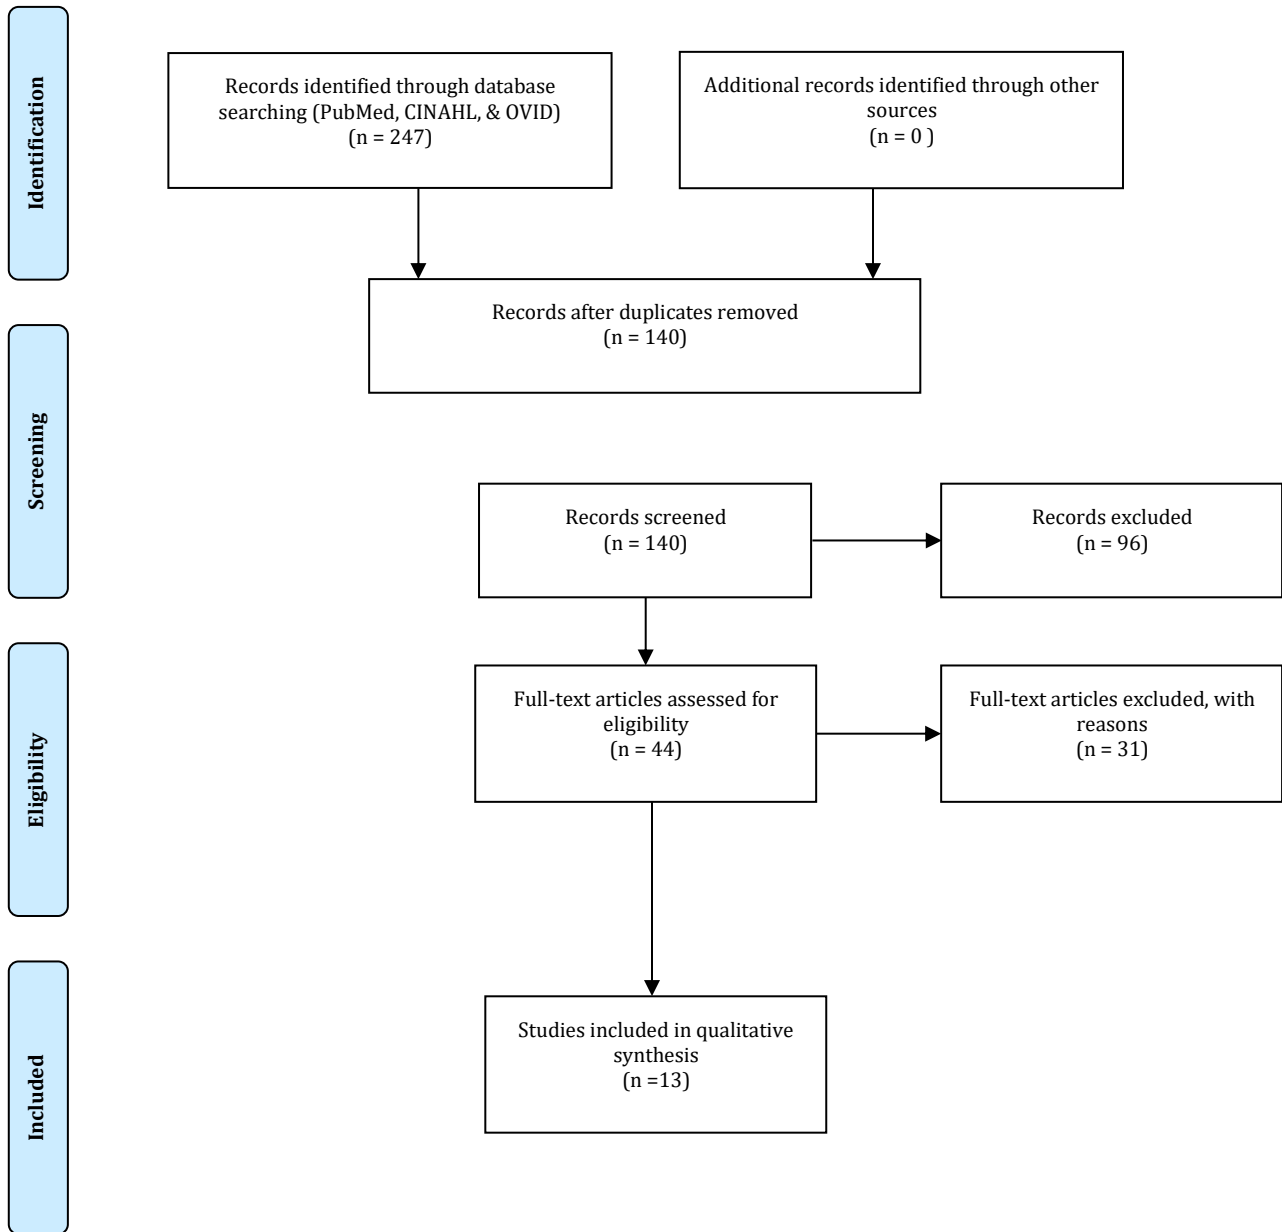 Identification
Records identified through database
searching (PubMed, CINAHL, & OVID)
(n = 247)
Additional records identified through other
sources
(n = 0 )
Records after duplicates removed
(n = 140)
Screening
Records screened
(n = 140)
Records excluded
(n = 96)
Eligibility
Full-text articles assessed for
eligibility
(n = 44)
Full-text articles excluded, with
reasons
(n = 31)
Included
Studies included in qualitative
synthesis
(n =13)